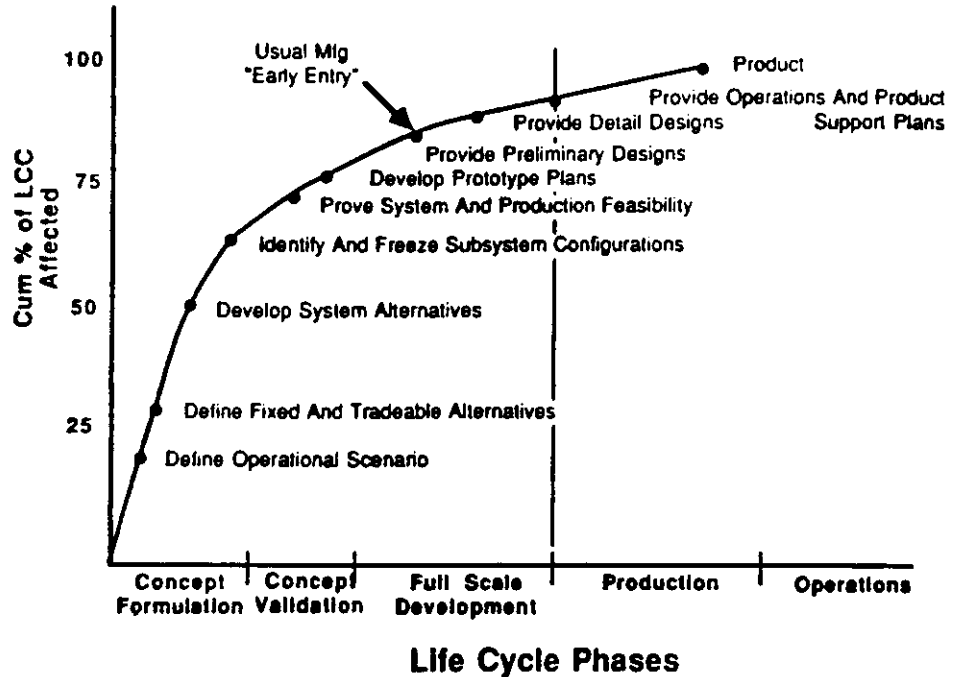 100
Usual Mfg
"Early Entry"
Product
Provide Operations And Product
Support Plans
Provide Detail Designs
Provide Preliminary Designs
75
Develop Prototype Plans
Prove System And Production Feasibility
Identify And Freeze Subsystem Configurations
Cum % of LCC
Affected
50
Develop System Alternatives
Define Fixed And Tradeable Alternatives
25
Define Operational Scenario
Concept
Formulation
Concept
Validation
Full Scale
Development
Production
Operations
Life Cycle Phases